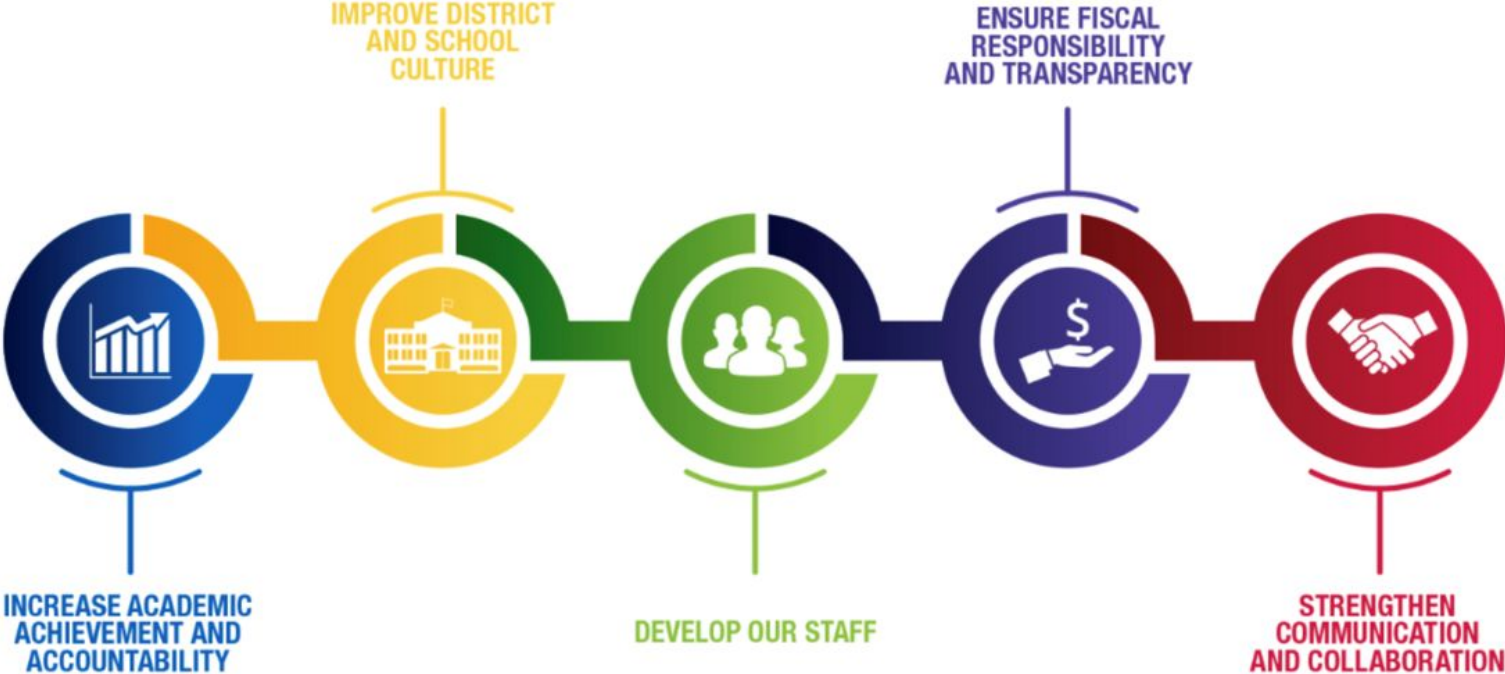 IMPROVE DISTRICT
AND SCHOOL
CULTURE
ENSURE FISCAL
RESPONSIBILITY
AND TRANSPARENCY
$
INCREASE ACADEMIC
ACHIEVEMENT AND
ACCOUNTABILITY
DEVELOP OUR STAFF
STRENGTHEN
COMMUNICATION
AND COLLABORATION